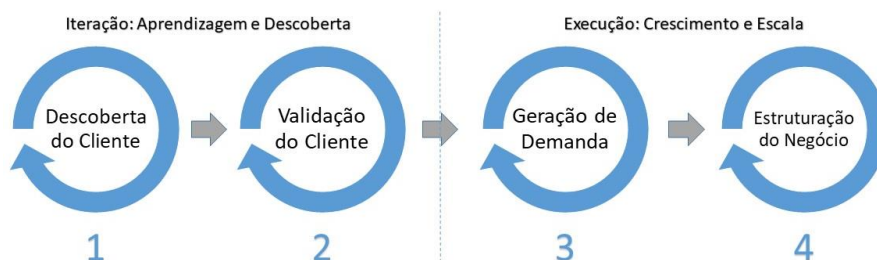 Iteração: Aprendizagem e Descoberta
Execução: Crescimento e Escala
Descoberta
do Cliente
Validação
do Cliente
Geração de
Demanda
Estruturação
do Negócio
1
2
3
4